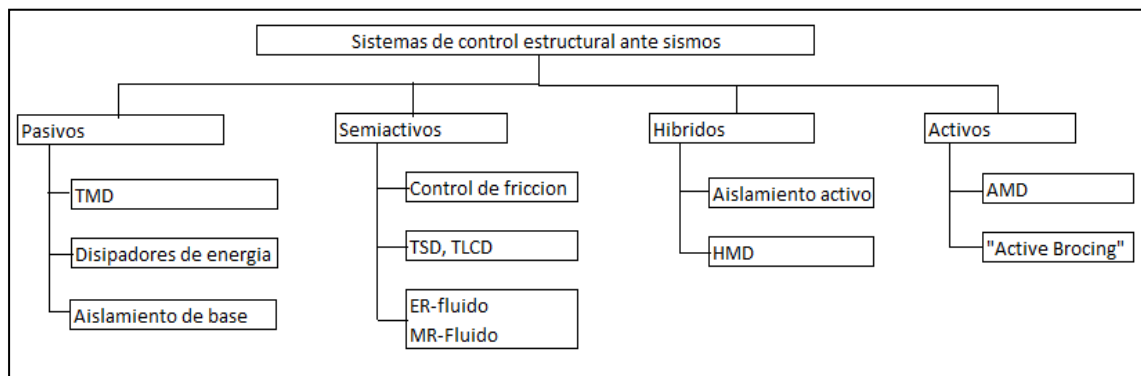 Sistemas de control estructural ante sismos
Pasivos
TMD
Disipadores de energia
Aislamiento de base
Semiactivos
Control de friccion
TSD, TLCD
ER-fluido
MR-Fluido
Hibridos
Aislamiento activo
HMD
Activos
AMD
"Active Brocing"